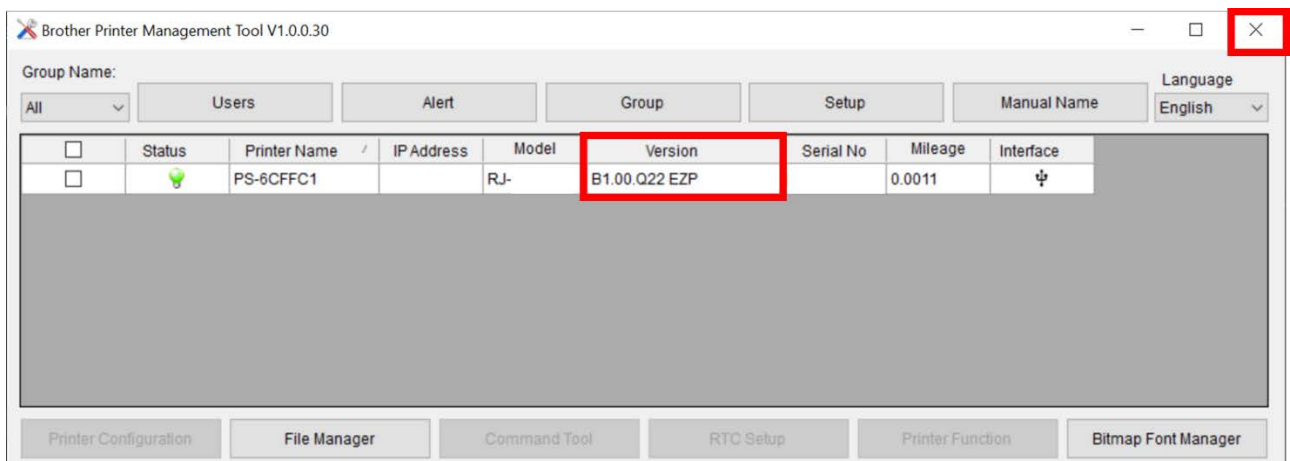 Brother Printer Management Tool V1.0.0.30
Group Name:
Language
All Users Alert Group Setup Manual Name English
Status Printer Name IP Address Model Version Serial No Mileage Interface
PS-6CFFC1 RJ- B1.00.Q22 EZP 0.0011
Printer Configuration File Manager Command Tool RTC Setup Printer Function Bitmap Font Manager